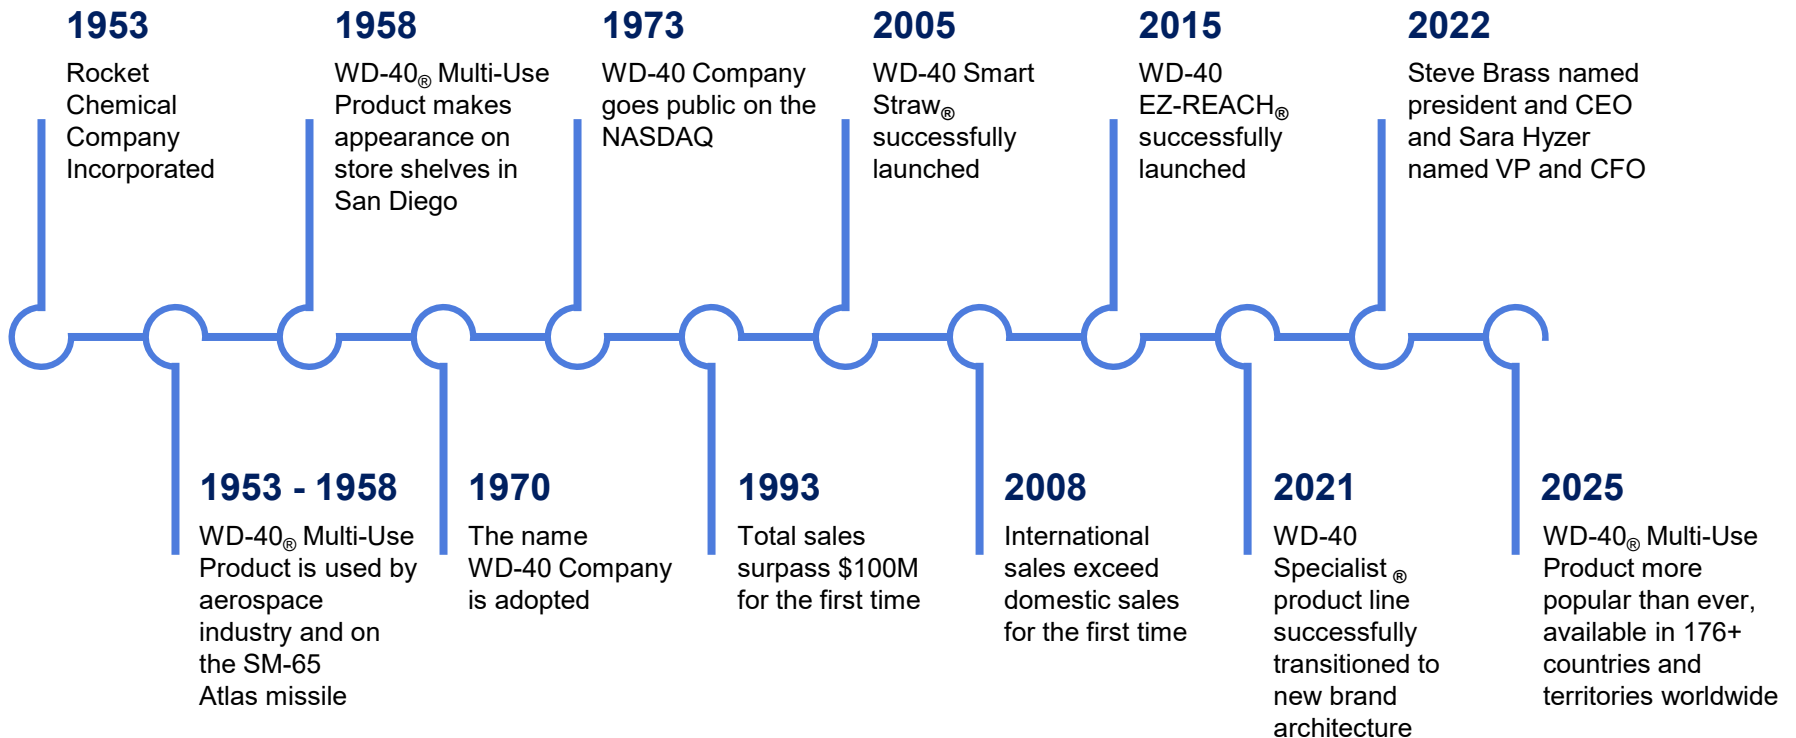 1953
Rocket
Chemical
Company
Incorporated
1958
WD-40® Multi-Use
Product makes
appearance on
store shelves in
San Diego
1973
WD-40 Company
goes public on the
NASDAQ
2005
WD-40 Smart
Straw®
successfully
launched
2015
WD-40
EZ-REACH®
successfully
launched
2022
Steve Brass named
president and CEO
and Sara Hyzer
named VP and CFO
1953 - 1958
WD-40® Multi-Use
Product is used by
aerospace
industry and on
the SM-65
Atlas missile
1970
The name
WD-40 Company
is adopted
1993
Total sales
surpass $100M
for the first time
2008
International
sales exceed
domestic sales
for the first time
2021
WD-40
Specialist ®
product line
successfully
transitioned to
new brand
architecture
2025
WD-40® Multi-Use
Product more
popular than ever,
available in 176+
countries and
territories worldwide